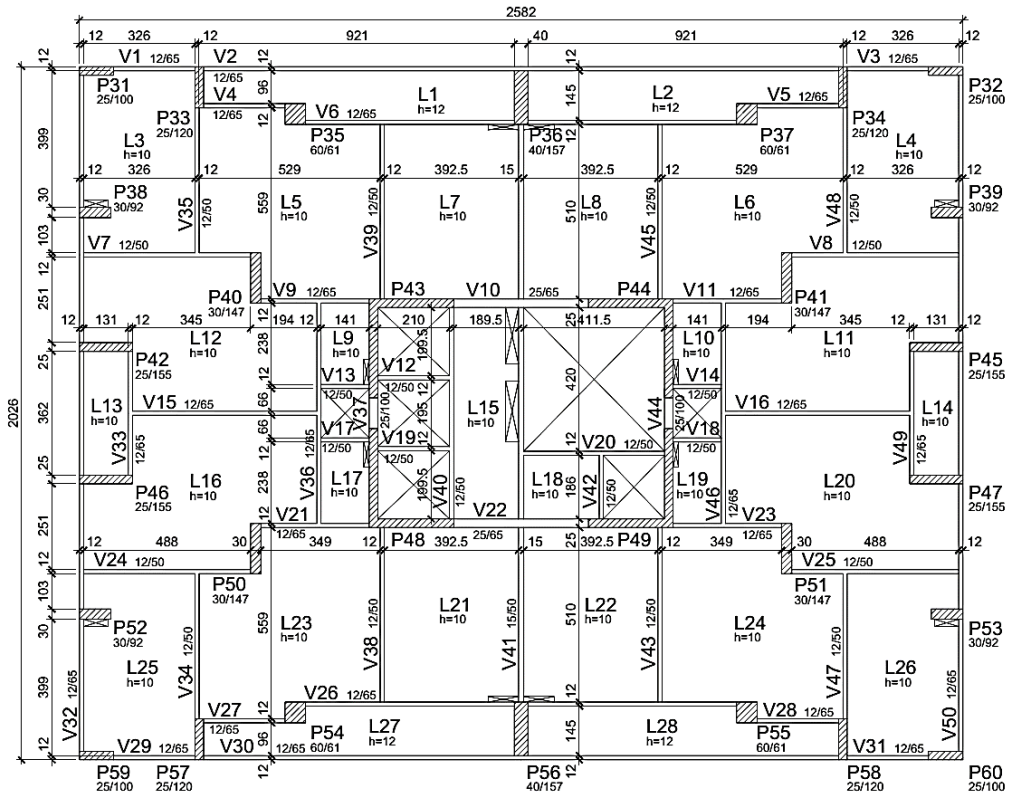 2582
12 326 12 921 40 921 12 326 12
V1 12/65 V2 12 12 V3 12/65
12/65 12/65
P31 25/100 V4 96 L1 h=12 L2 h=12 145 V5 12/65 P32 25/100
12/65
P33 25/120 12 V6 12/65 12 P34 25/120
399 L3 h=10 P35 60/61 P36 40/157 P37 60/61 L4 h=10
12 326 12 529 12 392.5 15 392.5 12 529 12 326 12
30 P38 30/92 V35 12/50 559 L5 h=10 V39 12/50 L7 h=10 510 L8 h=10 V45 12/50 L6 h=10 V48 12/50 P39 30/92
103
V7 12/50 V8 12/50
12
251 P40 30/147 V9 12/65 P43 V10 25/65 P44 V11 12/65 P41 30/147
12 131 12 345 194 12 141 210 189.5 25 411.5 141 12 194 345 12 131 12
12 238 L12 h=10 L9 h=10 199.5 L10 h=10 L11 h=10
P42 25/155 V12 12/50 P45 25/155
25 V13 12/50 12 V14 12/50
2026
362 L13 h=10 V15 12/65 66 V37 25/100 12 195 L15 h=10 420 V44 25/100 V16 12/65 L14 h=10
V33 12/65 66 V17 12/50 V19 12/50 12 12 V20 12/50 V18 12/50 V49 12/65
25 12
P46 25/155 L16 h=10 238 V36 12/65 L17 h=10 199.5 V40 12/50 L18 h=10 186 V42 12/50 L19 h=10 V46 12/65 L20 h=10 P47 25/155
251 12 V21 12/65 V22 25/65 12 V23 12/65
12 488 30 349 12 P48 392.5 15 25 392.5 P49 12 349 30 488 12
12 V24 12/50 V25 12/50
103 P50 30/147 P51 30/147
30 P52 30/92 559 L23 h=10 V38 12/50 L21 h=10 V41 15/50 510 L22 h=10 V43 12/50 L24 h=10 P53 30/92
399 L25 h=10 V34 12/50 V47 12/50 L26 h=10
V32 12/65 V26 12/65 12 V50 12/65
V27 12/65 12 L27 h=12 L28 h=12 V28 12/65
P54 60/61 145 P55 60/61
12 V29 12/65 V30 12/65 96 V31 12/65
12 12
P59 25/100 P57 25/120 P56 40/157 P58 25/120 P60 25/100